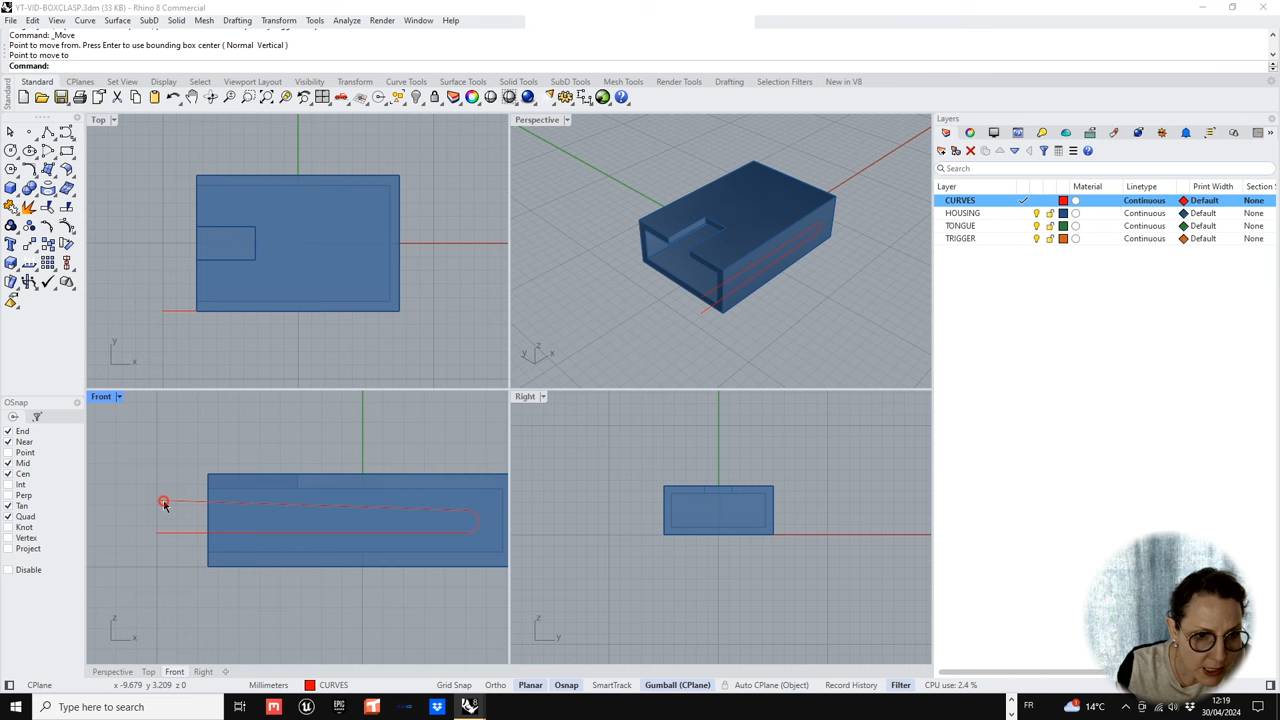 YT-VID-BOXCLASP.3dm (33 KB) - Rhino 8 Commercial
File Edit View Curve Surface SubD Solid Mesh Drafting Transform Tools Analyze Render Window Help
Command: _Move
Point to move from. Press Enter to use bounding box center ( Normal Vertical )
Point to move to
Command:
Standard CPlanes Set View Display Select Viewport Layout Visibility Transform Curve Tools Surface Tools Solid Tools SubD Tools Mesh Tools Render Tools Drafting Selection Filters New in V8
Standard
Top
Perspective
Layers
Search
Layer Material Linetype Print Width Section
CURVES Continuous Default None
HOUSING Continuous Default None
TONGUE Continuous Default None
TRIGGER Continuous Default None
y
x
z
y x
Front
Right
OSnap
End
Near
Point
Mid
Cen
Int
Perp
Tan
Quad
Knot
Vertex
Project
Disable
z
x
z
y
Perspective Top Front Right
CPlane x -9.679 y 3.209 z 0 Millimeters CURVES Grid Snap Ortho Planar Osnap SmartTrack Gumball (CPlane) Auto CPlane (Object) Record History Filter CPU use: 2.4 %
Type here to search
FR
14°C
12:19
30/04/2024